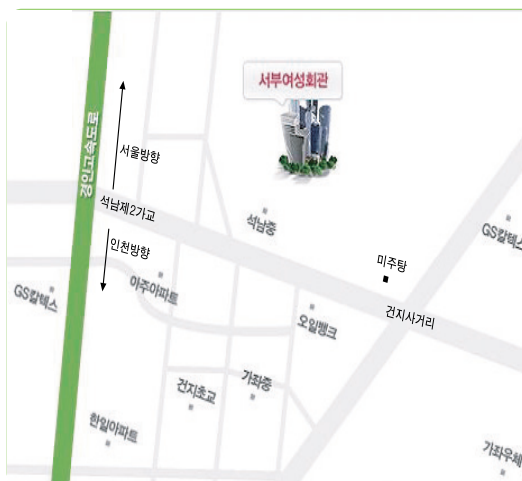 서부여성회관
경인고속도로
서울방향
석남제2가교
석남중
GS칼텍스
인천방향
미주탕
아주아파트
GS칼텍스
오일뱅크
건지사거리
가좌중
건지초교
한일아파트
가좌우체